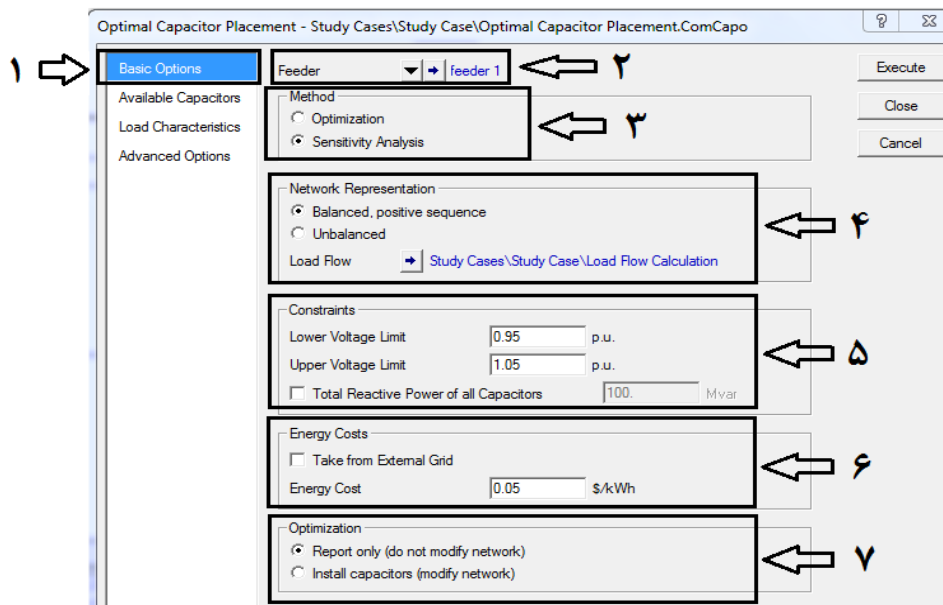 Optimal Capacitor Placement - Study Cases\Study Case\Optimal Capacitor Placement.ComCapo
?
۱
Basic Options
Available Capacitors
Load Characteristics
Advanced Options
Feeder feeder 1
۲
Execute
Close
Cancel
Method
Optimization
Sensitivity Analysis
۳
Network Representation
Balanced, positive sequence
Unbalanced
Load Flow Study Cases\Study Case\Load Flow Calculation
۴
Constraints
Lower Voltage Limit 0.95 p.u.
Upper Voltage Limit 1.05 p.u.
Total Reactive Power of all Capacitors 100. Mvar
۵
Energy Costs
Take from External Grid
Energy Cost 0.05 $/kWh
۶
Optimization
Report only (do not modify network)
Install capacitors (modify network)
۷